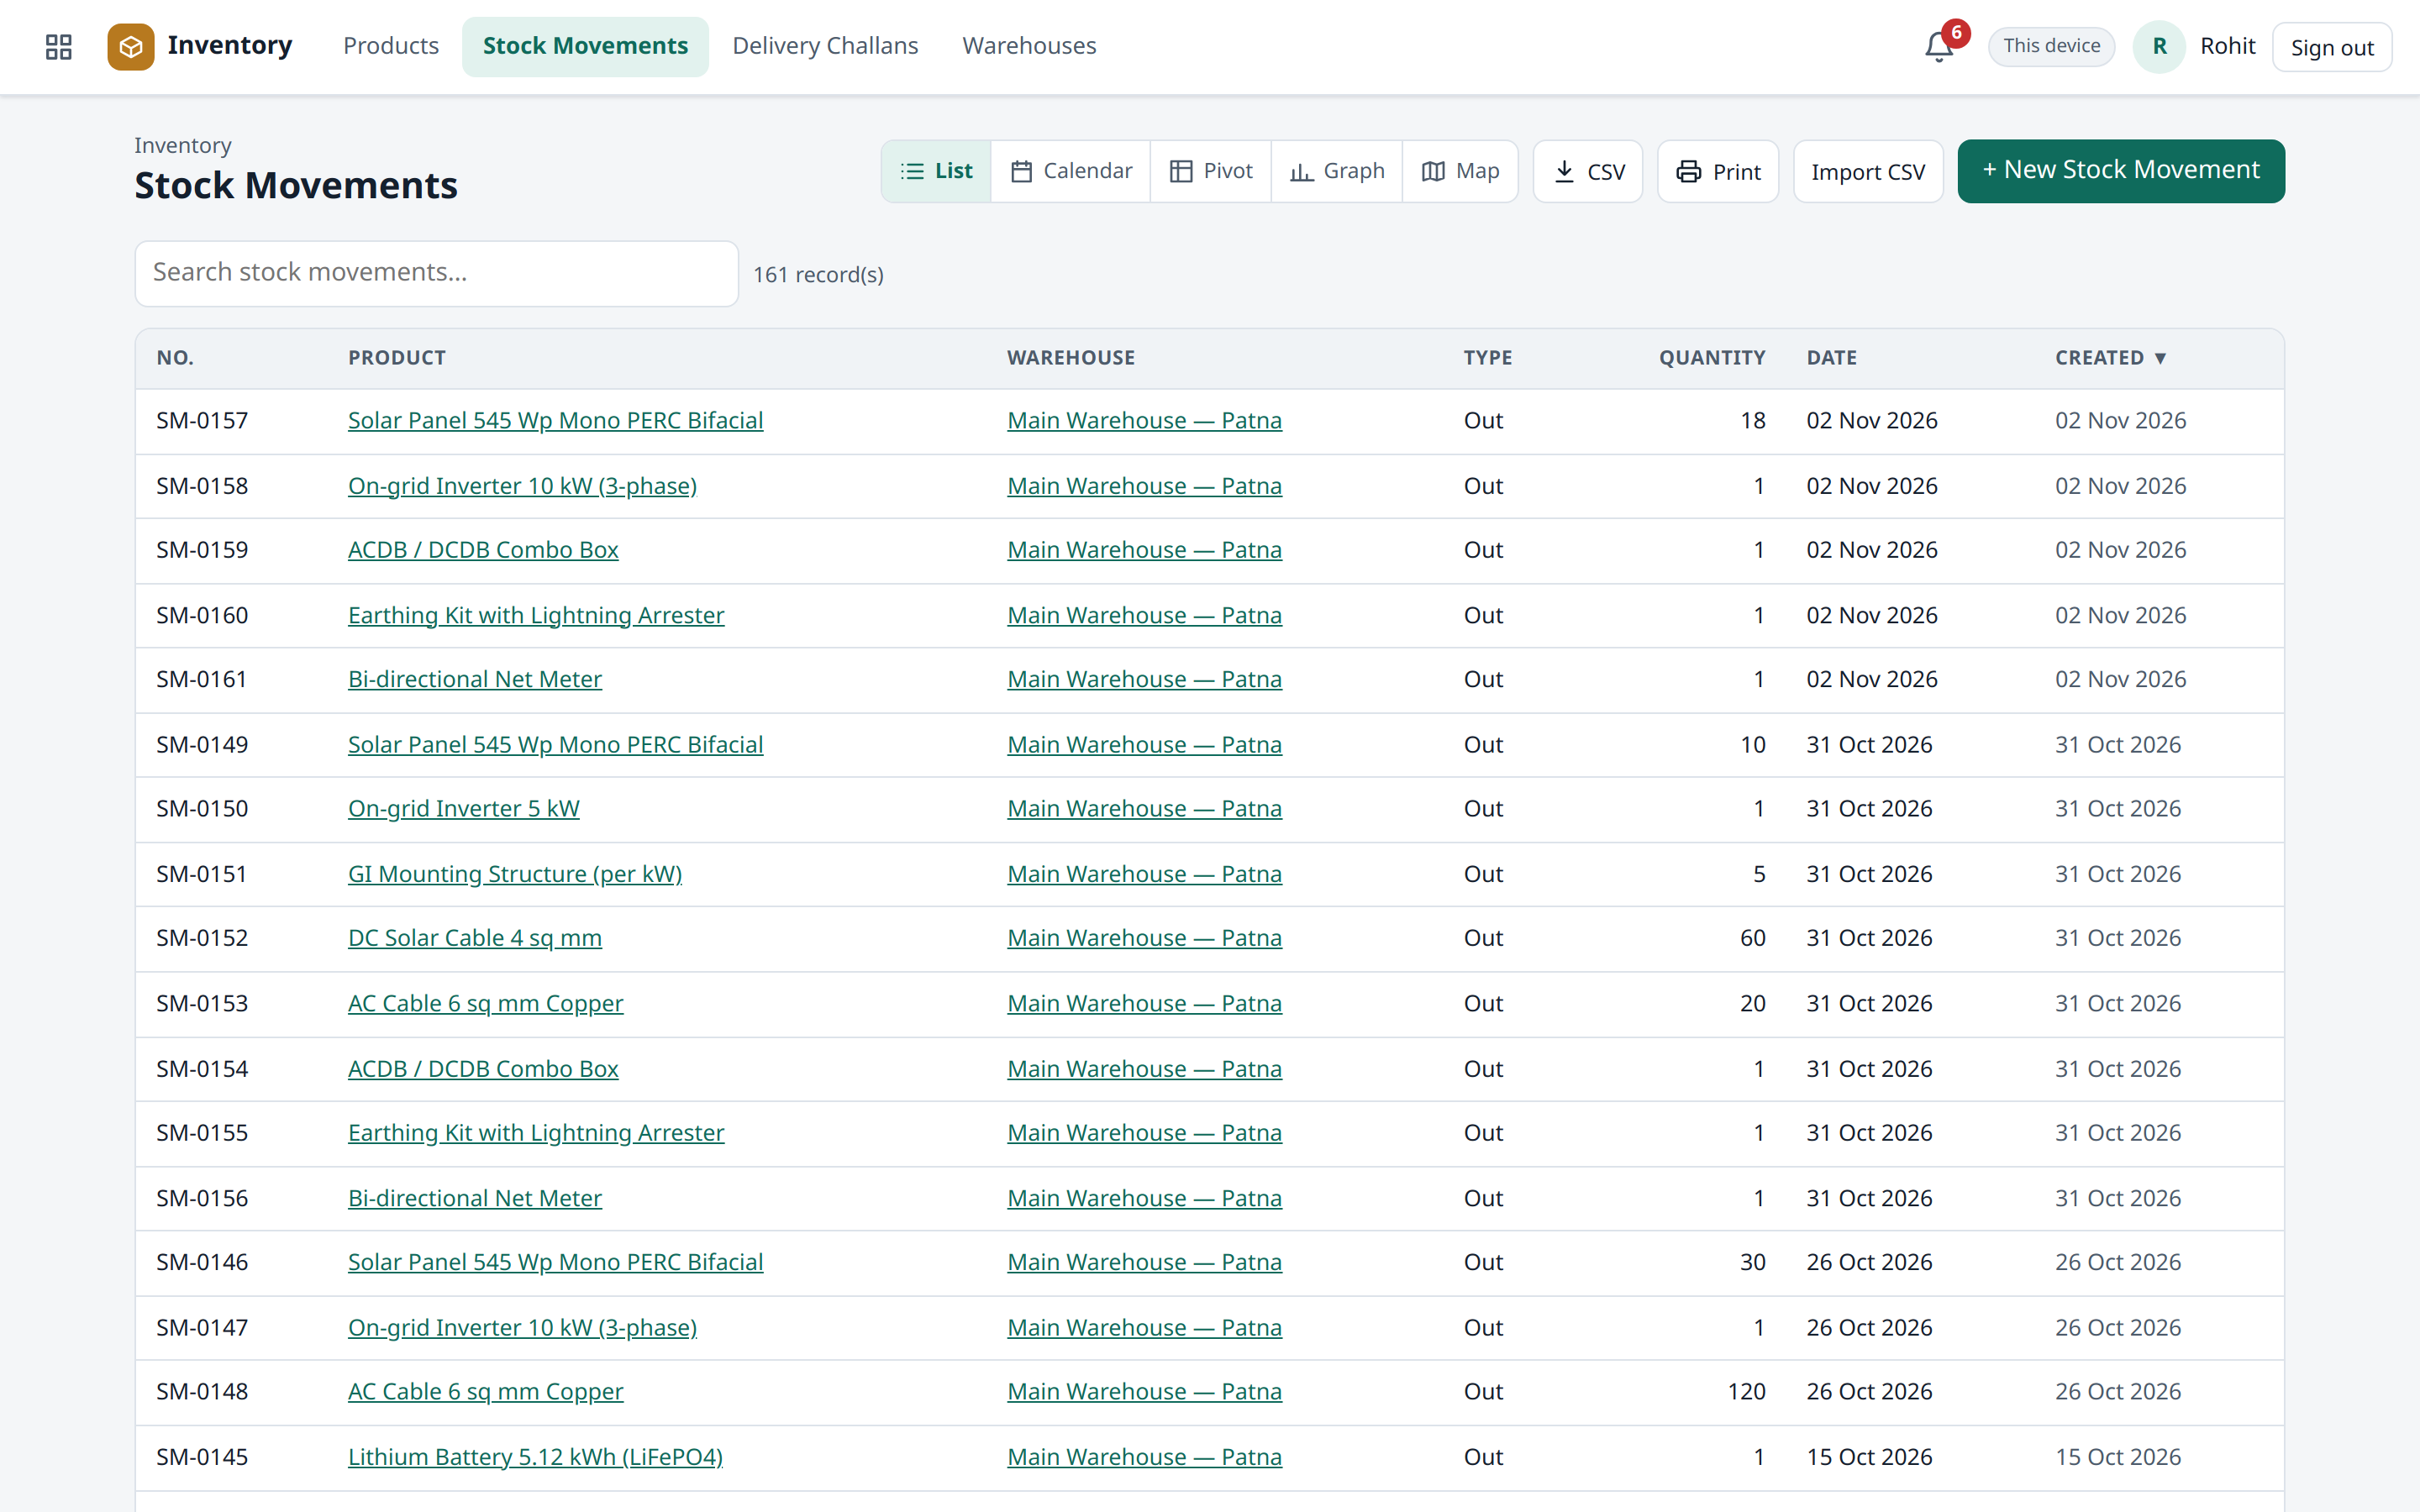 Inventory Products Stock Movements Delivery Challans Warehouses 6 This device R Rohit Sign out
Inventory
Stock Movements
List Calendar Pivot Graph Map CSV Print Import CSV + New Stock Movement
Search stock movements... 161 record(s)
NO. PRODUCT WAREHOUSE TYPE QUANTITY DATE CREATED ▼
SM-0157 Solar Panel 545 Wp Mono PERC Bifacial Main Warehouse — Patna Out 18 02 Nov 2026 02 Nov 2026
SM-0158 On-grid Inverter 10 kW (3-phase) Main Warehouse — Patna Out 1 02 Nov 2026 02 Nov 2026
SM-0159 ACDB / DCDB Combo Box Main Warehouse — Patna Out 1 02 Nov 2026 02 Nov 2026
SM-0160 Earthing Kit with Lightning Arrester Main Warehouse — Patna Out 1 02 Nov 2026 02 Nov 2026
SM-0161 Bi-directional Net Meter Main Warehouse — Patna Out 1 02 Nov 2026 02 Nov 2026
SM-0149 Solar Panel 545 Wp Mono PERC Bifacial Main Warehouse — Patna Out 10 31 Oct 2026 31 Oct 2026
SM-0150 On-grid Inverter 5 kW Main Warehouse — Patna Out 1 31 Oct 2026 31 Oct 2026
SM-0151 GI Mounting Structure (per kW) Main Warehouse — Patna Out 5 31 Oct 2026 31 Oct 2026
SM-0152 DC Solar Cable 4 sq mm Main Warehouse — Patna Out 60 31 Oct 2026 31 Oct 2026
SM-0153 AC Cable 6 sq mm Copper Main Warehouse — Patna Out 20 31 Oct 2026 31 Oct 2026
SM-0154 ACDB / DCDB Combo Box Main Warehouse — Patna Out 1 31 Oct 2026 31 Oct 2026
SM-0155 Earthing Kit with Lightning Arrester Main Warehouse — Patna Out 1 31 Oct 2026 31 Oct 2026
SM-0156 Bi-directional Net Meter Main Warehouse — Patna Out 1 31 Oct 2026 31 Oct 2026
SM-0146 Solar Panel 545 Wp Mono PERC Bifacial Main Warehouse — Patna Out 30 26 Oct 2026 26 Oct 2026
SM-0147 On-grid Inverter 10 kW (3-phase) Main Warehouse — Patna Out 1 26 Oct 2026 26 Oct 2026
SM-0148 AC Cable 6 sq mm Copper Main Warehouse — Patna Out 120 26 Oct 2026 26 Oct 2026
SM-0145 Lithium Battery 5.12 kWh (LiFePO4) Main Warehouse — Patna Out 1 15 Oct 2026 15 Oct 2026